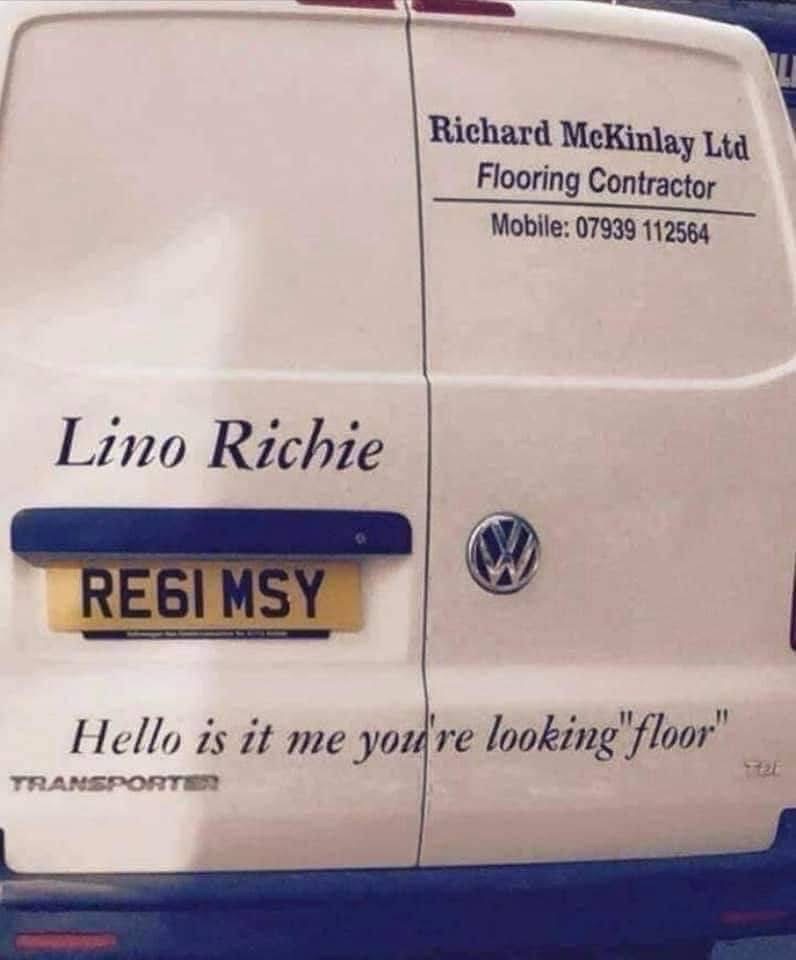 Richard McKinlay Ltd
Flooring Contractor
Mobile: 07939 112564
Lino Richie
RE61 MSY
Hello is it me you're looking"floor"
TRANSPORTER
TDI